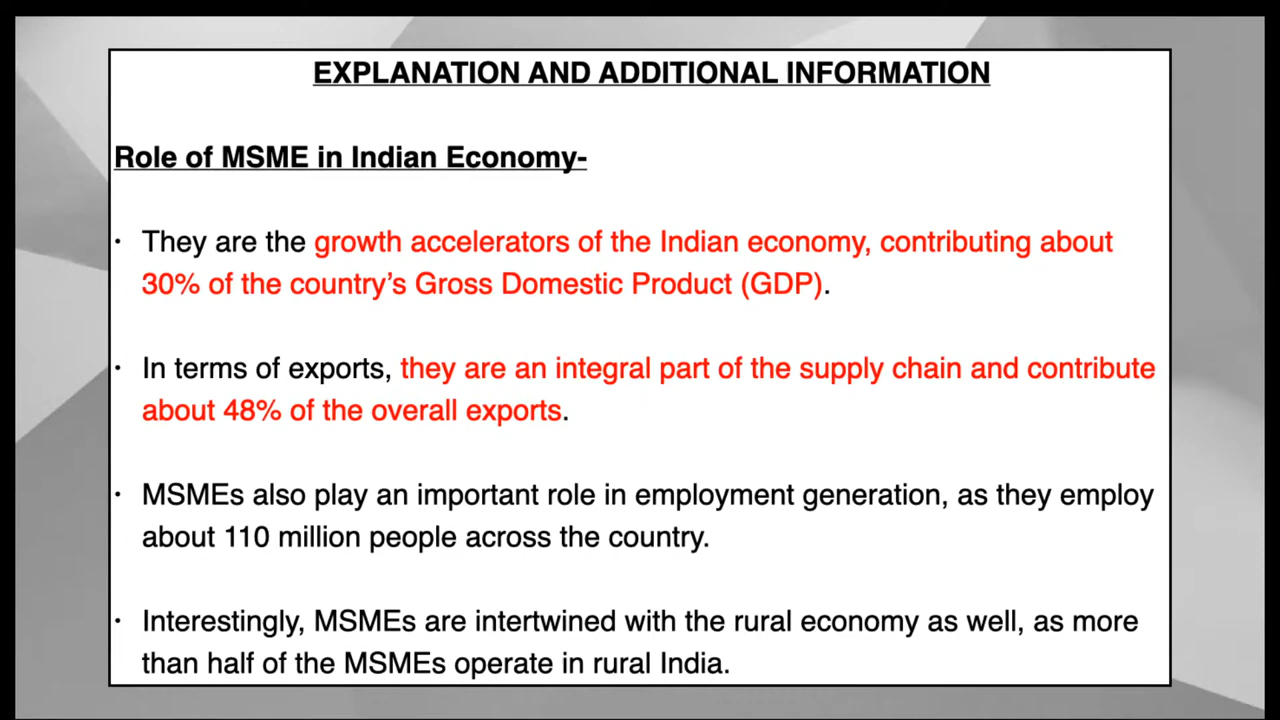 EXPLANATION AND ADDITIONAL INFORMATION
Role of MSME in Indian Economy-
· They are the growth accelerators of the Indian economy, contributing about
30% of the country’s Gross Domestic Product (GDP).
· In terms of exports, they are an integral part of the supply chain and contribute
about 48% of the overall exports.
· MSMEs also play an important role in employment generation, as they employ
about 110 million people across the country.
· Interestingly, MSMEs are intertwined with the rural economy as well, as more
than half of the MSMEs operate in rural India.